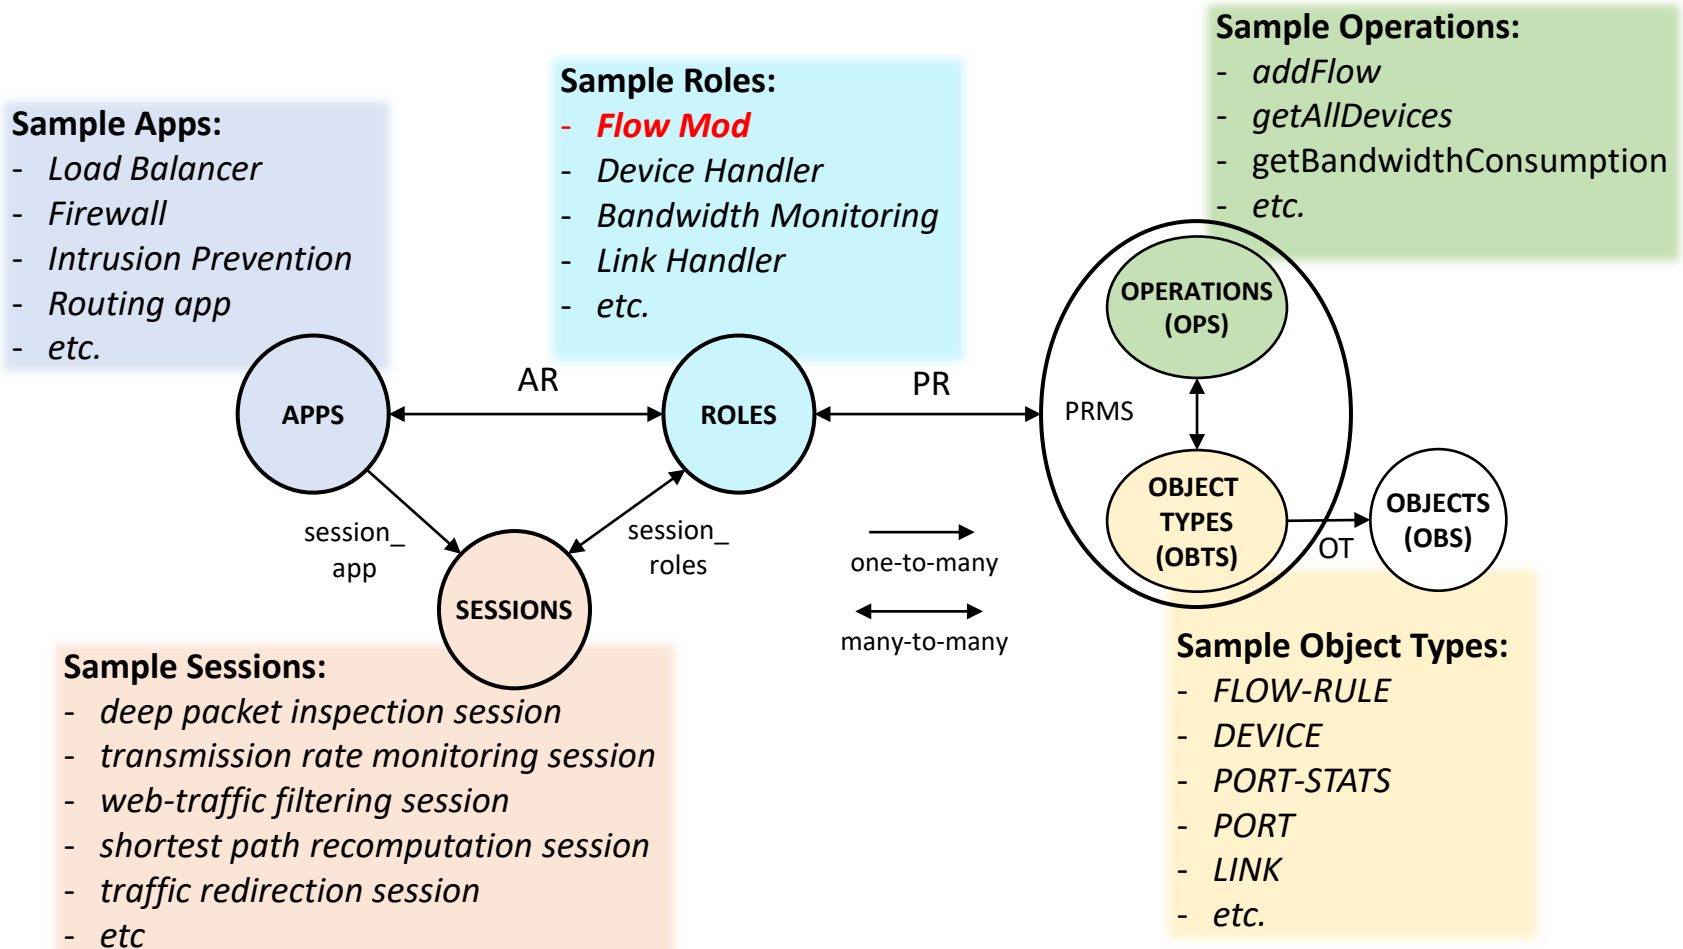 Sample Operations:
- addFlow
- getAllDevices
- getBandwidthConsumption
- etc.
Sample Roles:
- Flow Mod
- Device Handler
- Bandwidth Monitoring
- Link Handler
- etc.
Sample Apps:
- Load Balancer
- Firewall
- Intrusion Prevention
- Routing app
- etc.
OPERATIONS
(OPS)
AR
PR
APPS
ROLES
PRMS
OBJECT
TYPES
(OBTS)
OBJECTS
(OBS)
OT
session_
app
session_
roles
one-to-many
many-to-many
SESSIONS
Sample Sessions:
- deep packet inspection session
- transmission rate monitoring session
- web-traffic filtering session
- shortest path recomputation session
- traffic redirection session
- etc
Sample Object Types:
- FLOW-RULE
- DEVICE
- PORT-STATS
- PORT
- LINK
- etc.